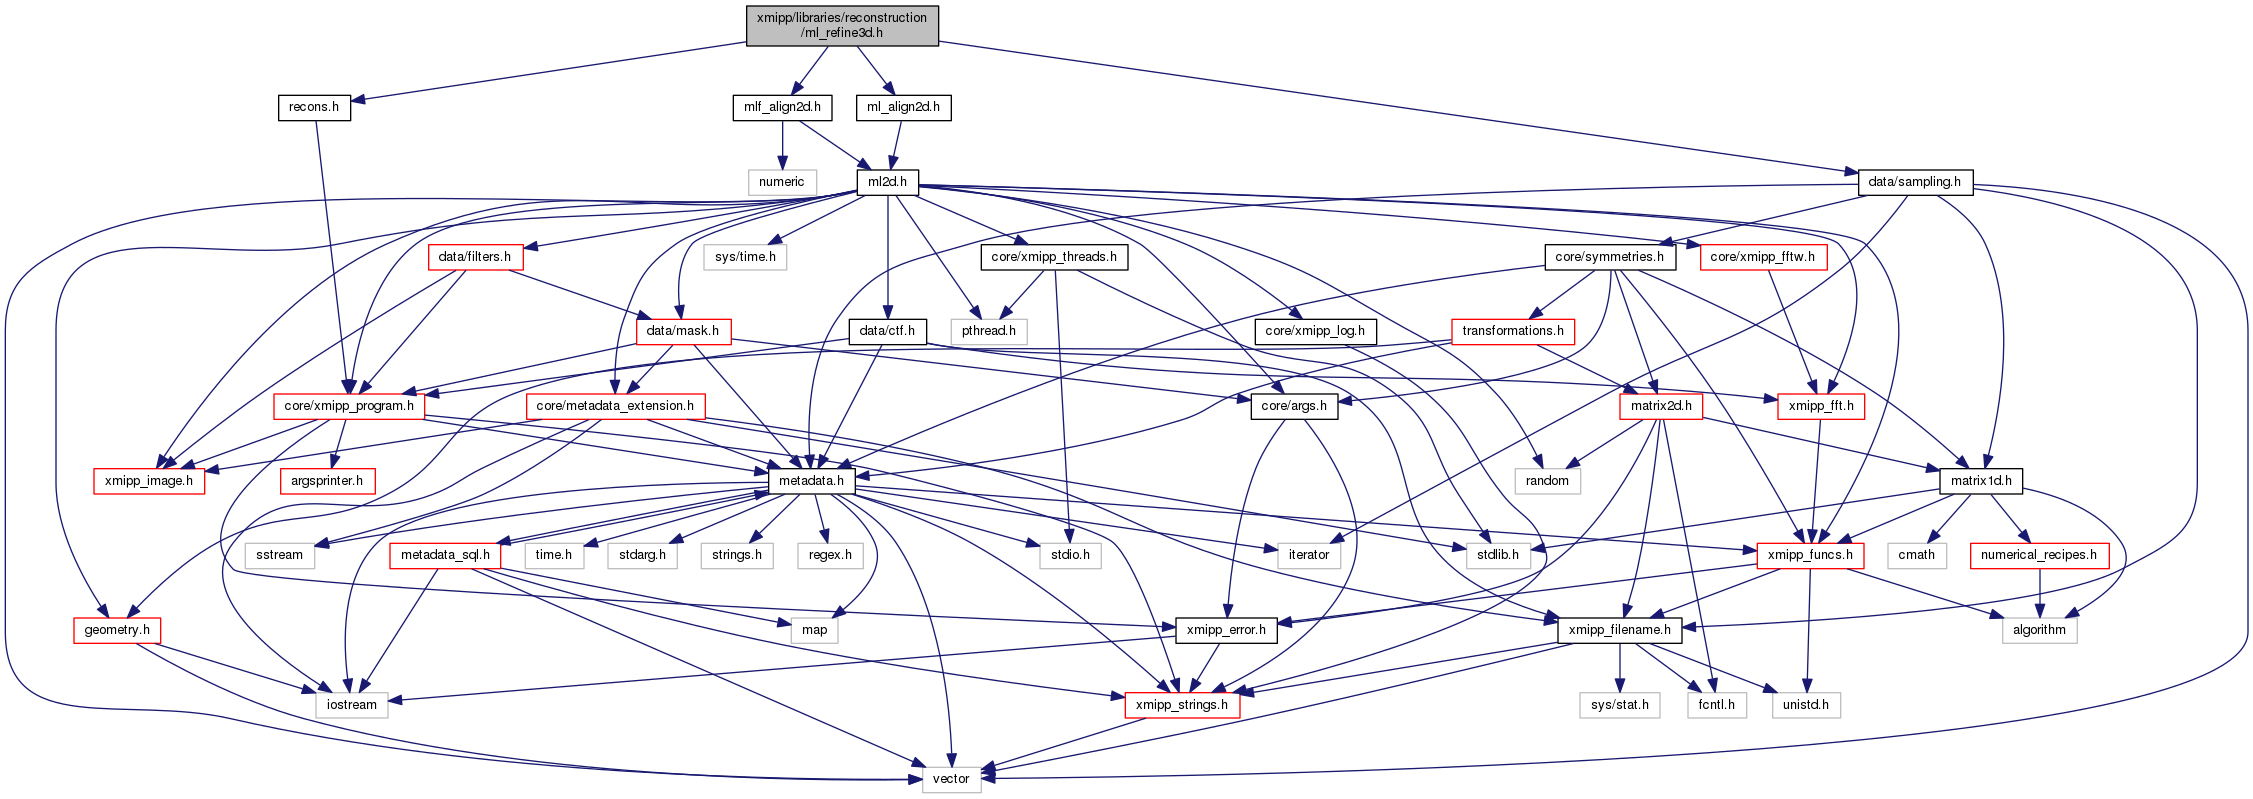 xmipp/libraries/reconstruction
/ml_refine3d.h
recons.h
mlf_align2d.h
ml_align2d.h
numeric
ml2d.h
data/sampling.h
data/filters.h
sys/time.h
core/xmipp_threads.h
core/symmetries.h
core/xmipp_fftw.h
data/mask.h
data/ctf.h
pthread.h
core/xmipp_log.h
transformations.h
core/xmipp_program.h
core/metadata_extension.h
core/args.h
matrix2d.h
xmipp_fft.h
xmipp_image.h
argsprinter.h
metadata.h
random
matrix1d.h
sstream
metadata_sql.h
time.h
stdarg.h
strings.h
regex.h
stdio.h
iterator
stdlib.h
xmipp_funcs.h
cmath
numerical_recipes.h
geometry.h
map
xmipp_error.h
xmipp_filename.h
algorithm
iostream
xmipp_strings.h
sys/stat.h
fcntl.h
unistd.h
vector